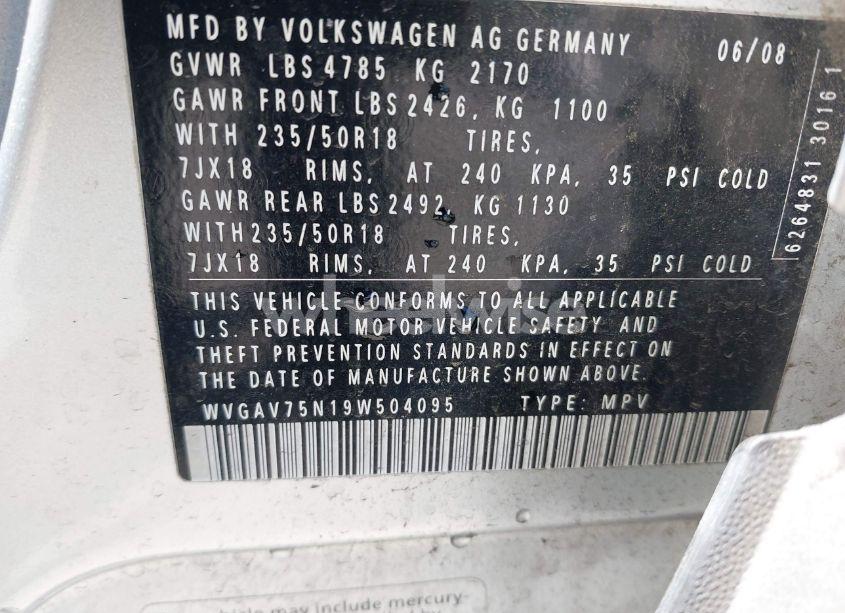 MFD BY VOLKSWAGEN AG GERMANY 06/08
GVWR LBS 4785 KG 2170
GAWR FRONT LBS 2426, KG 1100
WITH 235/50R18 TIRES,
7JX18 RIMS, AT 240 KPA, 35 PSI COLD
GAWR REAR LBS 2492, KG 1130
WITH 235/50R18 TIRES,
7JX18 RIMS, AT 240 KPA, 35 PSI COLD
THIS VEHICLE CONFORMS TO ALL APPLICABLE
U.S. FEDERAL MOTOR VEHICLE SAFETY AND
THEFT PREVENTION STANDARDS IN EFFECT ON
THE DATE OF MANUFACTURE SHOWN ABOVE.
WVGAV75N19W504095 TYPE: MPV
6264831 3016 1
wheelwise
may include mercury-